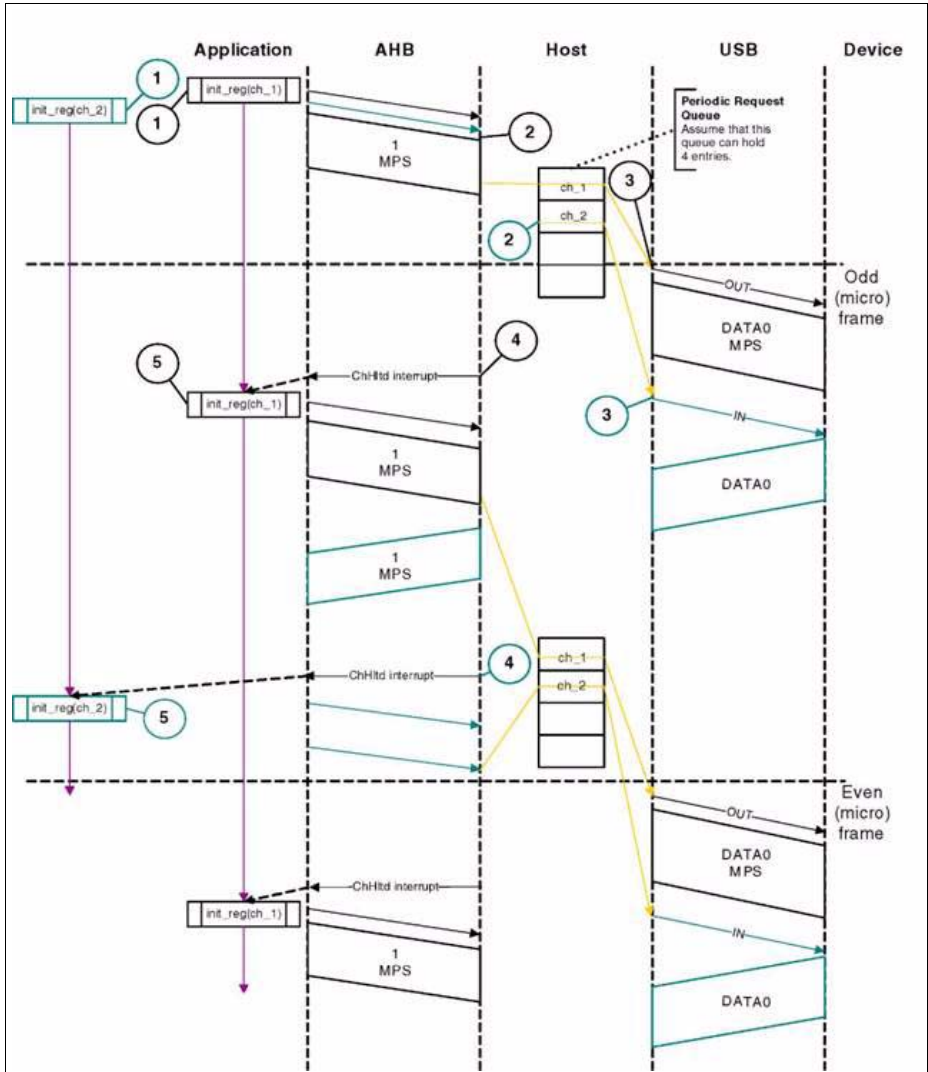 Application
AHB
Host
USB
Device
init_reg(ch_2)
1
init_reg(ch_1)
1
2
1
MPS
Periodic Request
Queue
Assume that this
queue can hold
4 entries.
3
ch_1
ch_2
2
Odd
(micro)
frame
OUT
DATA0
MPS
4
5
ChHltd interrupt
init_reg(ch_1)
3
IN
1
MPS
DATA0
1
MPS
ch_1
4
ChHltd interrupt
ch_2
init_reg(ch_2)
5
Even
(micro)
frame
OUT
DATA0
MPS
ChHltd interrupt
init_reg(ch_1)
IN
1
MPS
DATA0